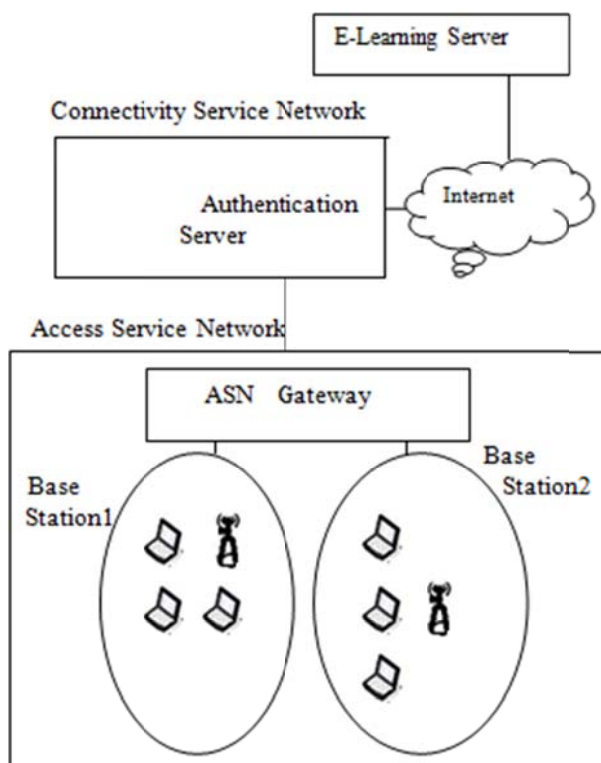 E-Learning Server
Connectivity Service Network
Internet
Authentication
Server
Access Service Network
ASN Gateway
Base
Station1
Base
Station2